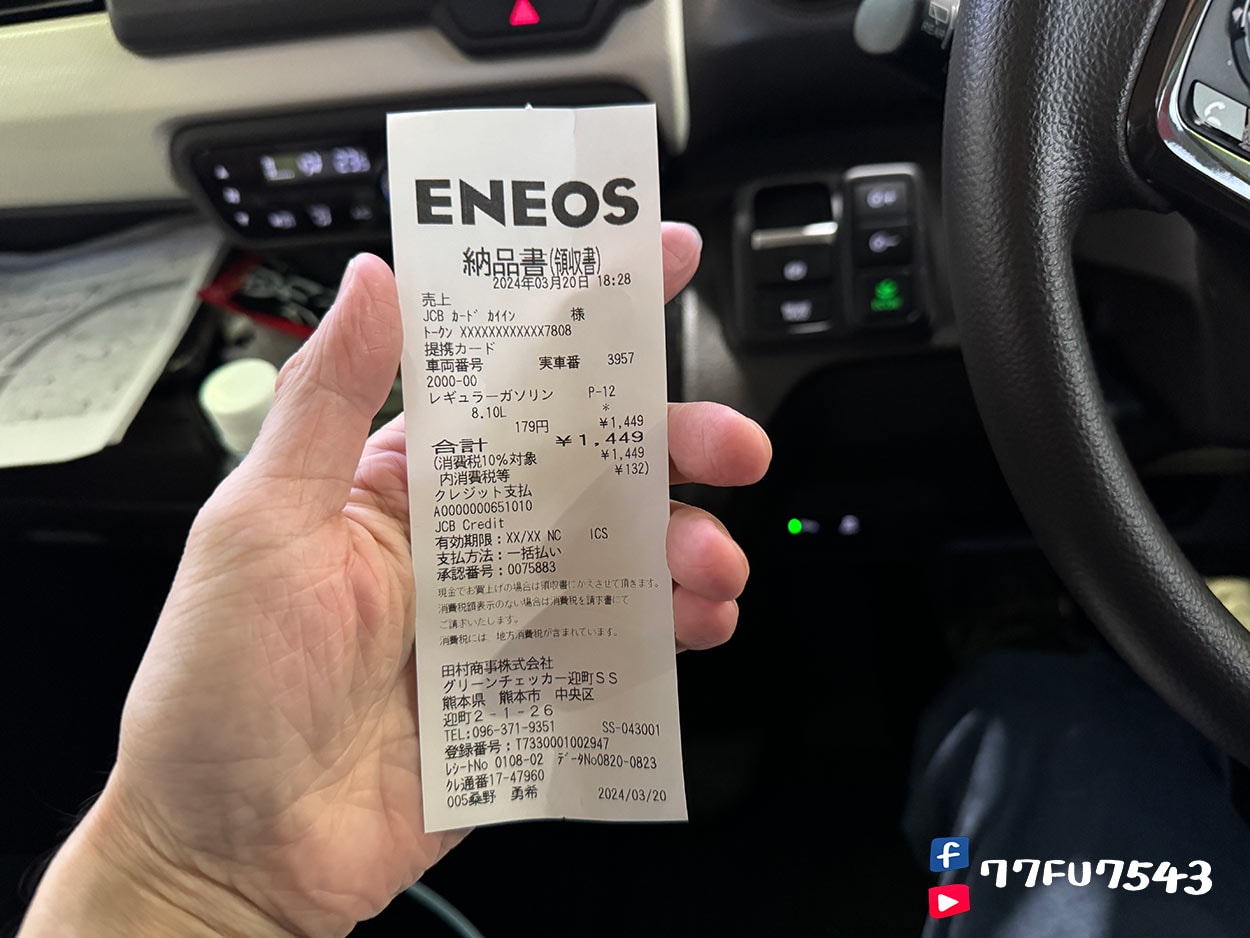 ENEOS
納品書(領収書)
2024年03月20日 18:28
売上
JCB カード カイイン 様
トークン XXXXXXXXXXXX7808
提携カード
車両番号 実車番 3957
2000-00
レギュラーガソリン P-12
8.10L *
179円 ¥1,449
合計 ¥1,449
(消費税10%対象 ¥1,449
内消費税等 ¥132)
クレジット支払
A0000000651010
JCB Credit
有効期限：XX/XX NC ICS
支払方法：一括払い
承認番号：0075883
現金でお買上げの場合は領収書にかえさせて頂きます。
消費税額表示のない場合は消費税を請求書にて
ご請求いたします。
消費税には、地方消費税が含まれています。
田村商事株式会社
グリーンチェッカー迎町SS
熊本県 熊本市 中央区
迎町2-1-26
TEL:096-371-9351 SS-043001
登録番号：T7330001002947
レシートNo 0108-02 データNo0820-0823
クレ通番17-47960
005桑野 勇希 2024/03/20
f 77FU7543